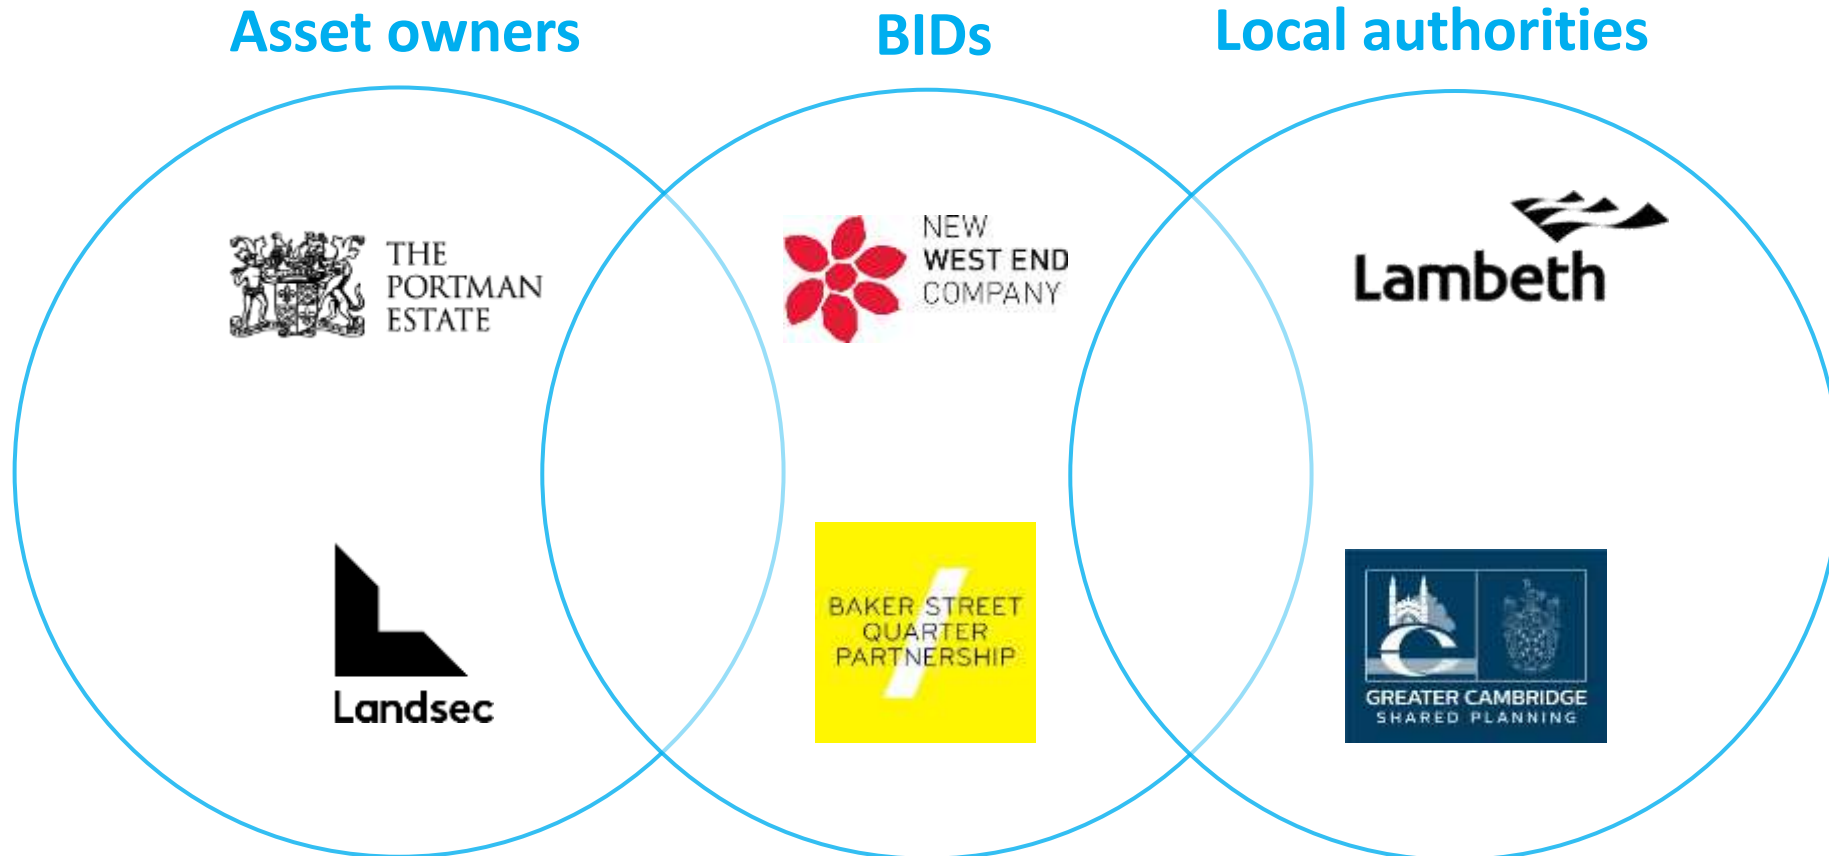 Asset owners
BIDs
Local authorities
THE
PORTMAN
ESTATE
NEW
WEST END
COMPANY
Lambeth
Landsec
BAKER STREET
QUARTER
PARTNERSHIP
GREATER CAMBRIDGE
SHARED PLANNING